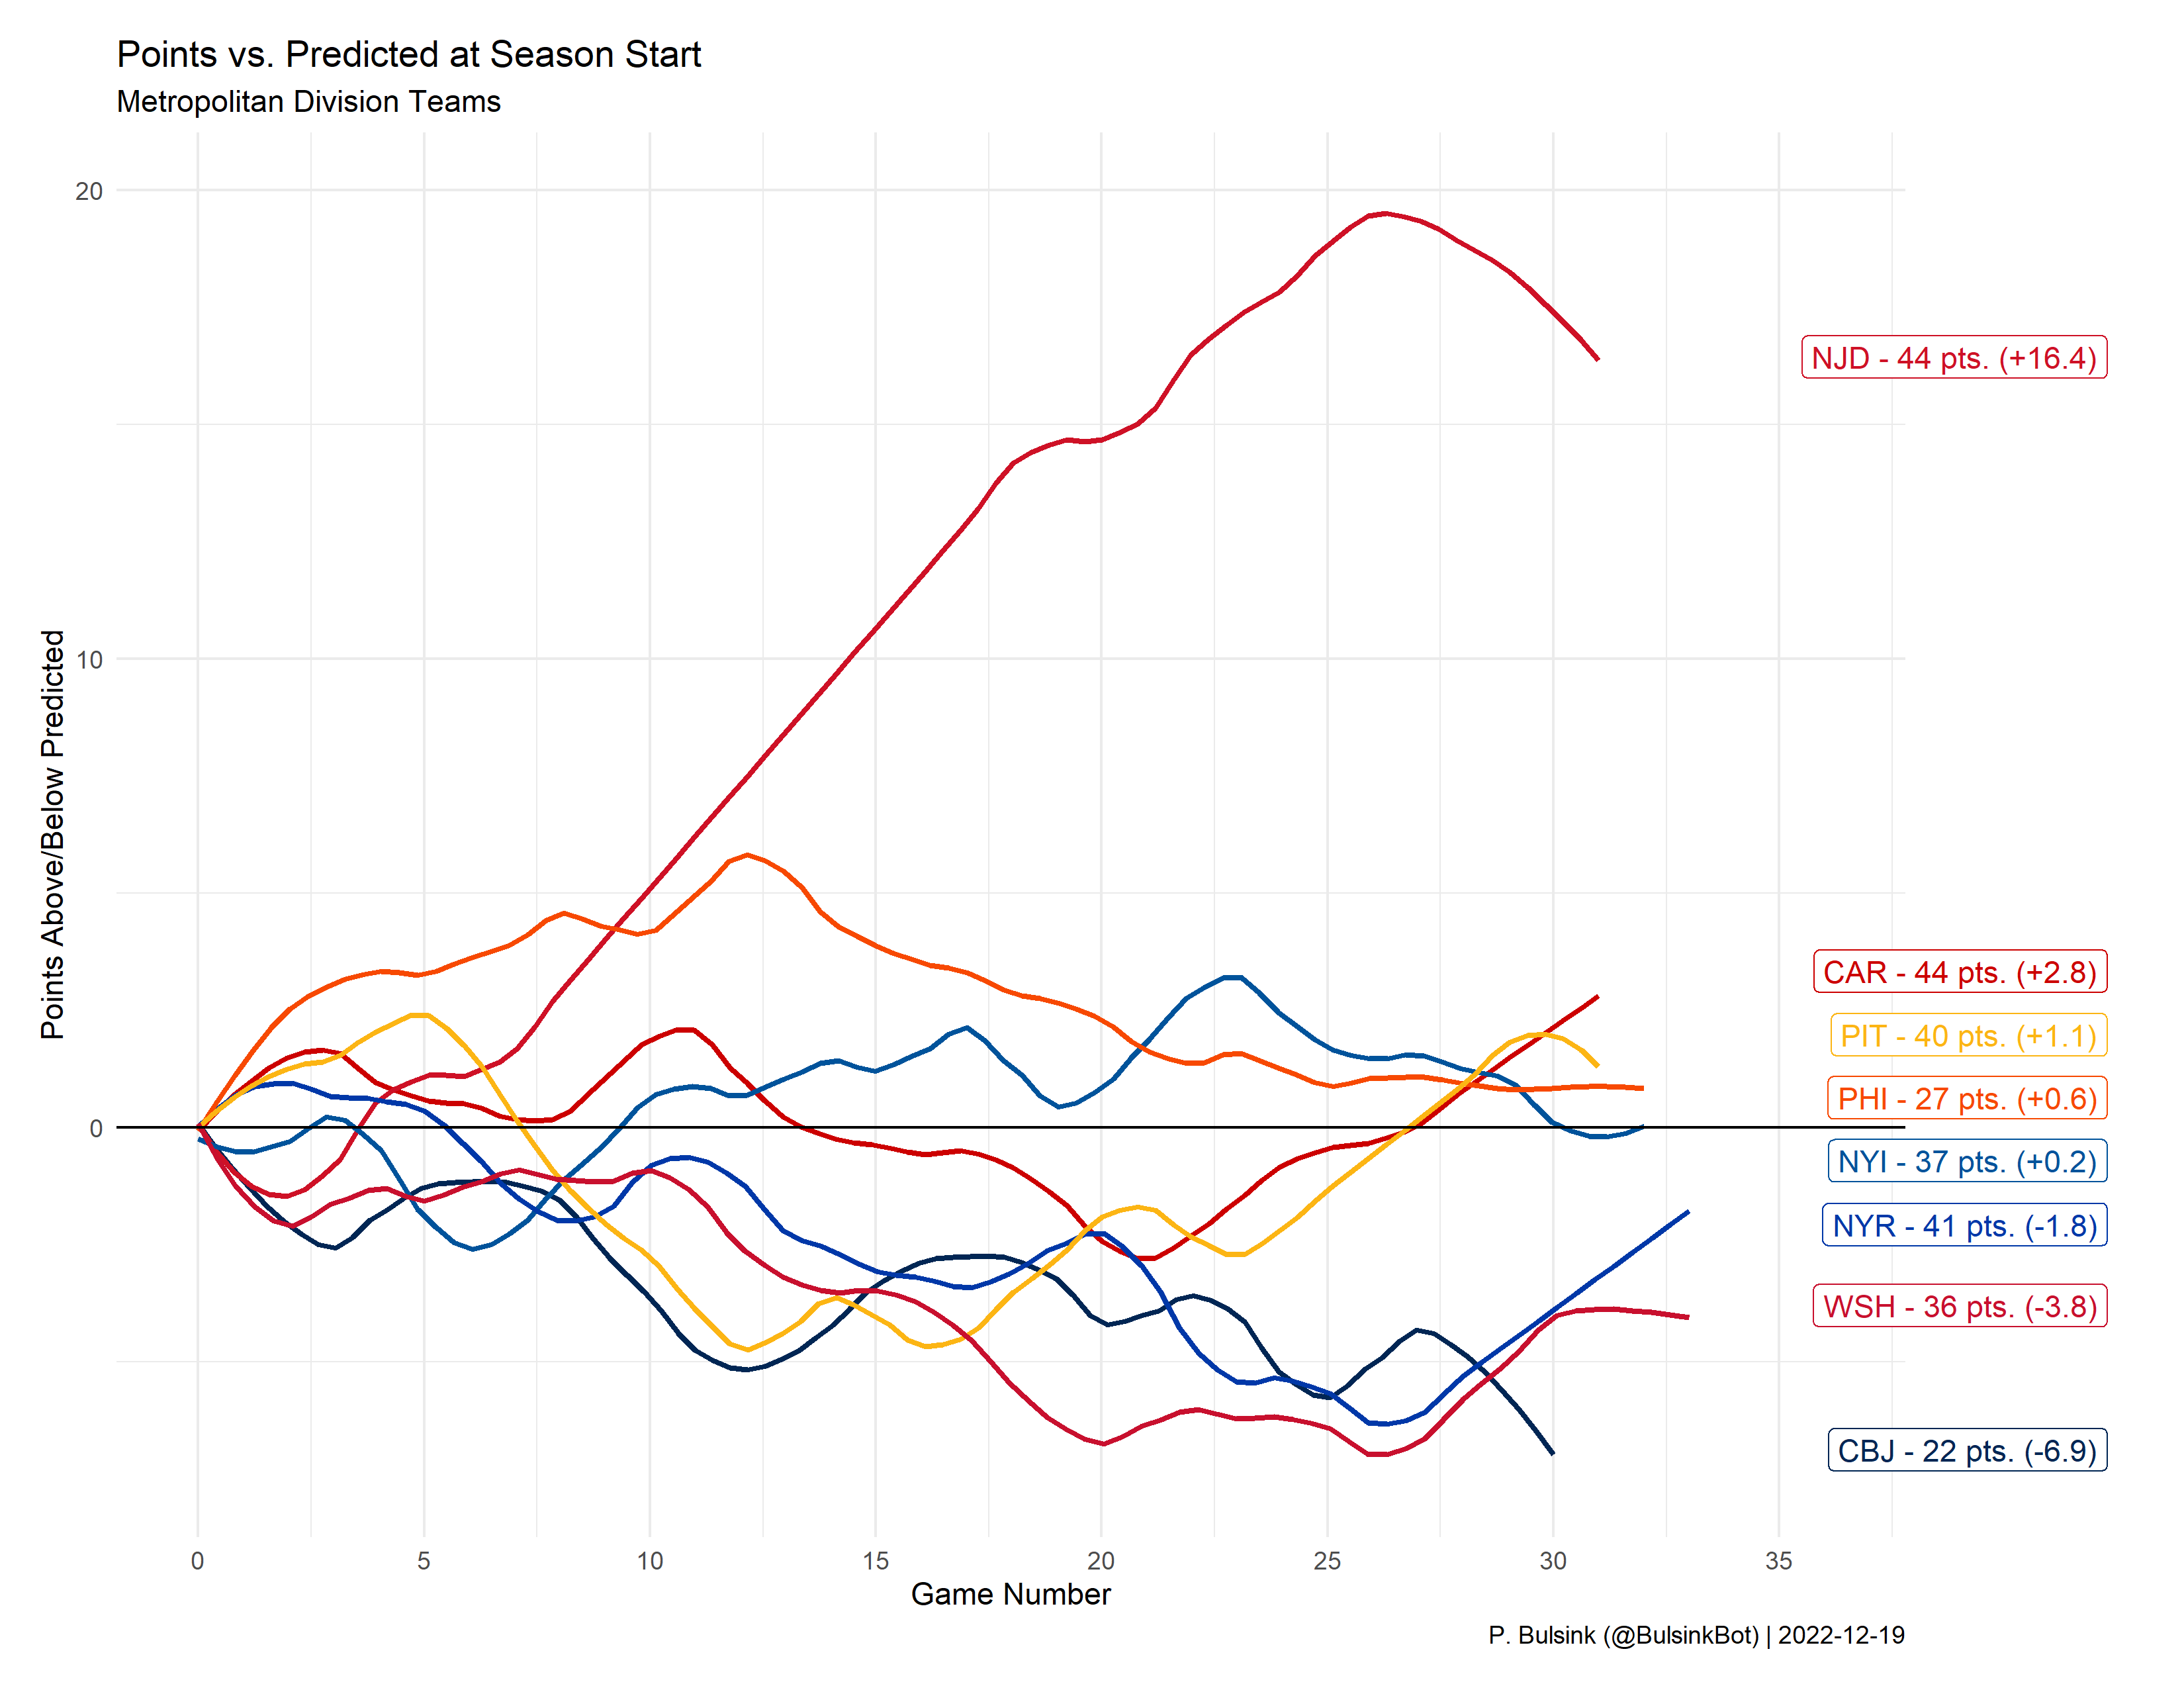 Points vs. Predicted at Season Start
Metropolitan Division Teams
Points Above/Below Predicted
20
10
0
NJD - 44 pts. (+16.4)
CAR - 44 pts. (+2.8)
PIT - 40 pts. (+1.1)
PHI - 27 pts. (+0.6)
NYI - 37 pts. (+0.2)
NYR - 41 pts. (-1.8)
WSH - 36 pts. (-3.8)
CBJ - 22 pts. (-6.9)
0 5 10 15 20 25 30 35
Game Number
P. Bulsink (@BulsinkBot) | 2022-12-19